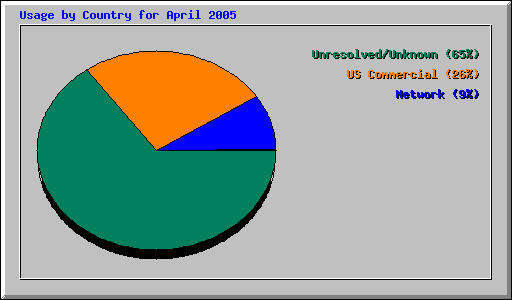 Usage by Country for April 2005
Unresolved/Unknown (65%)
US Commercial (26%)
Network (9%)